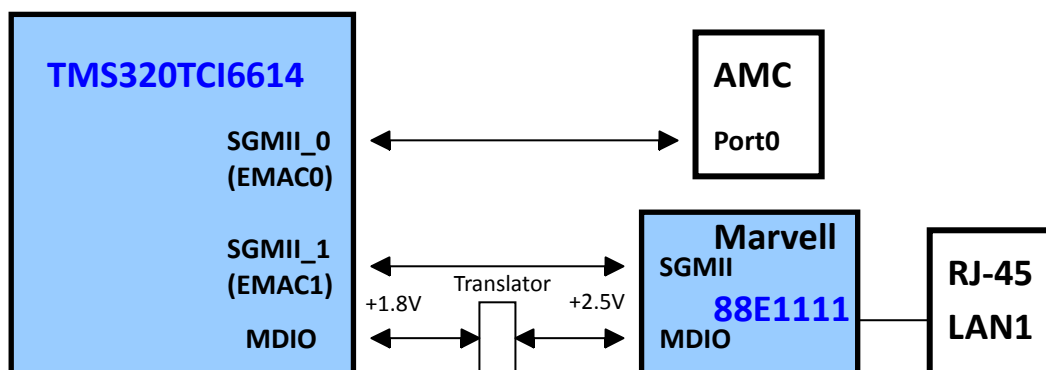 TMS320TCI6614
SGMII_0
(EMAC0)
SGMII_1
(EMAC1)
MDIO
+1.8V
Translator
+2.5V
AMC
Port0
Marvell
SGMII
88E1111
MDIO
RJ-45
LAN1